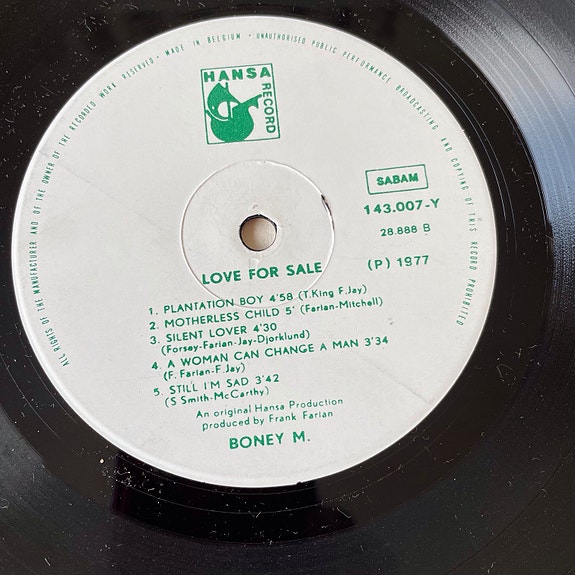 ALL RIGHTS OF THE MANUFACTURER AND OF THE OWNER OF THE RECORDED WORK RESERVED · MADE IN BELGIUM · UNAUTHORISED PUBLIC PERFORMANCE BROADCASTING AND COPYING OF THIS RECORD PROHIBITED
HANSA
RECORD
SABAM
143.007-Y
28.888 B
LOVE FOR SALE
(P) 1977
1. PLANTATION BOY 4'58 (T.King F.Jay)
2. MOTHERLESS CHILD 5' (Farian-Mitchell)
3. SILENT LOVER 4'30
(Forsey-Farian-Jay-Djorklund)
4. A WOMAN CAN CHANGE A MAN 3'34
(F. Farian-F. Jay)
5. STILL I'M SAD 3'42
(S Smith-McCarthy)
An original Hansa Production
produced by Frank Farian
BONEY M.